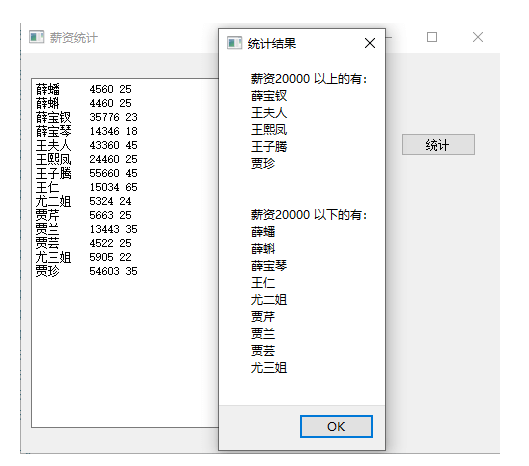 薪资统计
薛蟠 4560 25
薛蝌 4460 25
薛宝钗 35776 23
薛宝琴 14346 18
王夫人 43360 45
王熙凤 24460 25
王子腾 55660 45
王仁 15034 65
尤二姐 5324 24
贾芹 5663 25
贾兰 13443 35
贾芸 4522 25
尤三姐 5905 22
贾珍 54603 35
统计
统计结果
薪资20000 以上的有:
薛宝钗
王夫人
王熙凤
王子腾
贾珍
薪资20000 以下的有:
薛蟠
薛蝌
薛宝琴
王仁
尤二姐
贾芹
贾兰
贾芸
尤三姐
OK